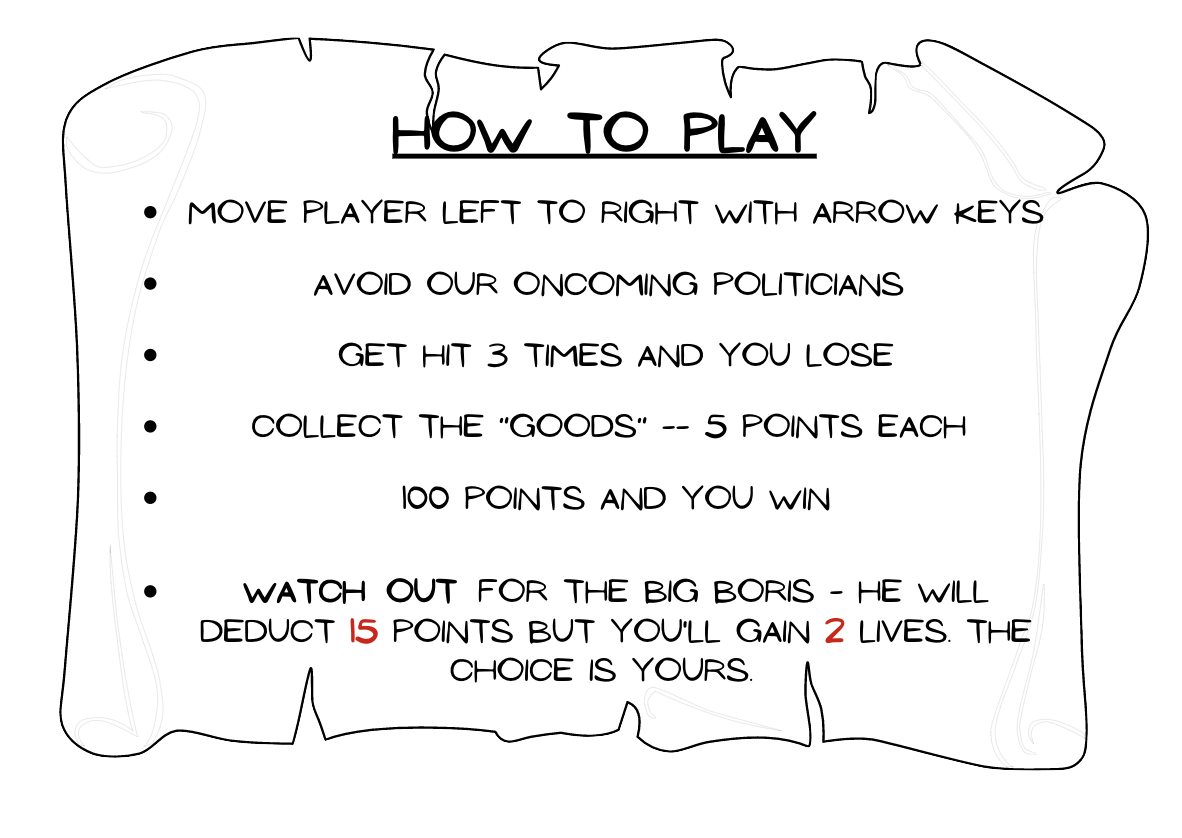 HOW TO PLAY
• MOVE PLAYER LEFT TO RIGHT WITH ARROW KEYS
• AVOID OUR ONCOMING POLITICIANS
• GET HIT 3 TIMES AND YOU LOSE
• COLLECT THE "GOODS" -- 5 POINTS EACH
• 100 POINTS AND YOU WIN
• WATCH OUT FOR THE BIG BORIS - HE WILL
DEDUCT 15 POINTS BUT YOU'LL GAIN 2 LIVES. THE
CHOICE IS YOURS.